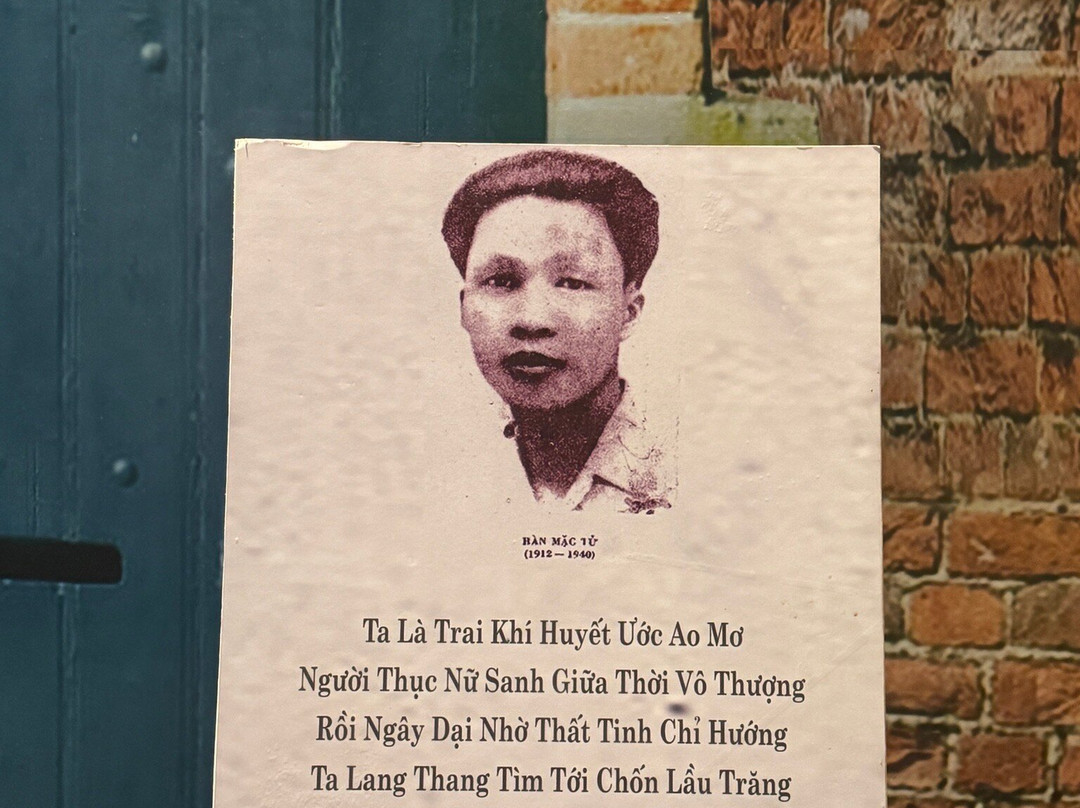 HÀN MẶC TỬ
(1912 — 1940)
Ta Là Trai Khí Huyết Ước Ao Mơ
Người Thục Nữ Sanh Giữa Thời Vô Thượng
Rồi Ngây Dại Nhờ Thất Tinh Chỉ Hướng
Ta Lang Thang Tìm Tới Chốn Lầu Trăng